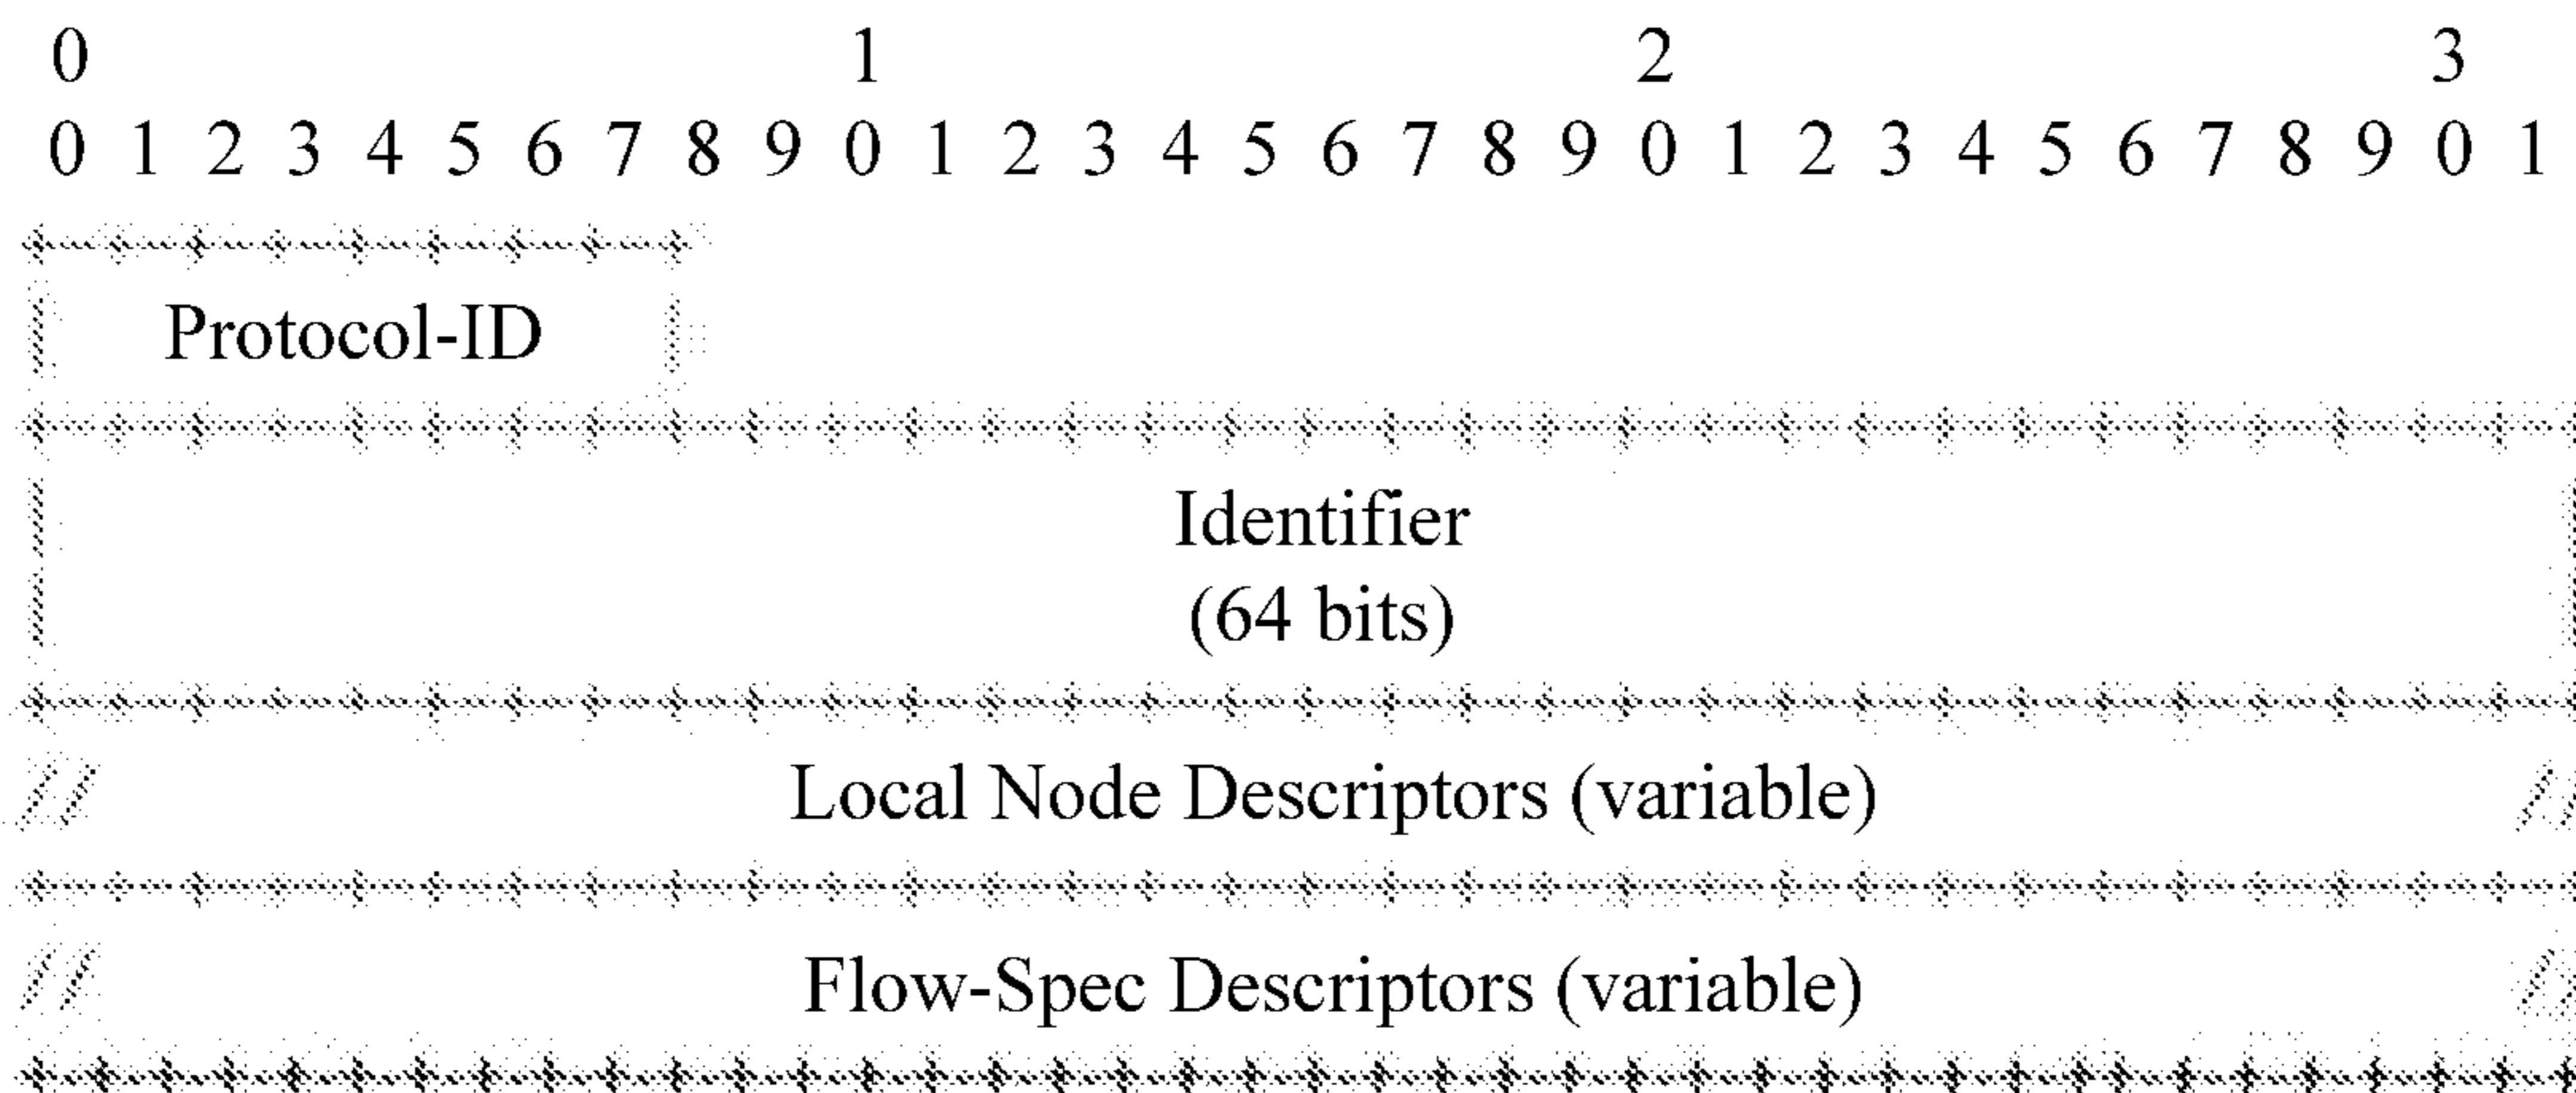 0 1 2 3
0 1 2 3 4 5 6 7 8 9 0 1 2 3 4 5 6 7 8 9 0 1 2 3 4 5 6 7 8 9 0 1
Protocol-ID
Identifier
(64 bits)
// Local Node Descriptors (variable) //
// Flow-Spec Descriptors (variable) //